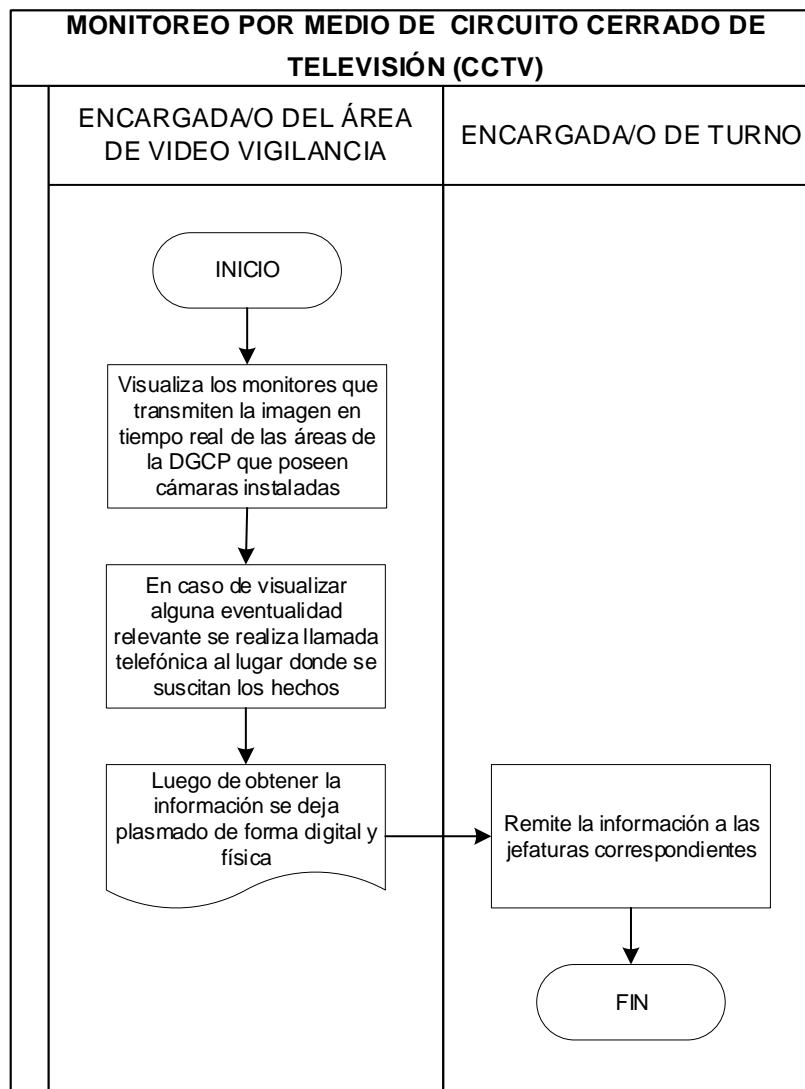 MONITOREO POR MEDIO DE CIRCUITO CERRADO DE
TELEVISIÓN (CCTV)
ENCARGADA/O DEL ÁREA
DE VIDEO VIGILANCIA
ENCARGADA/O DE TURNO
INICIO
Visualiza los monitores que
transmiten la imagen en
tiempo real de las áreas de
la DGCP que poseen
cámaras instaladas
En caso de visualizar
alguna eventualidad
relevante se realiza llamada
telefónica al lugar donde se
suscitan los hechos
Luego de obtener la
información se deja
plasmado de forma digital y
física
Remite la información a las
jefaturas correspondientes
FIN